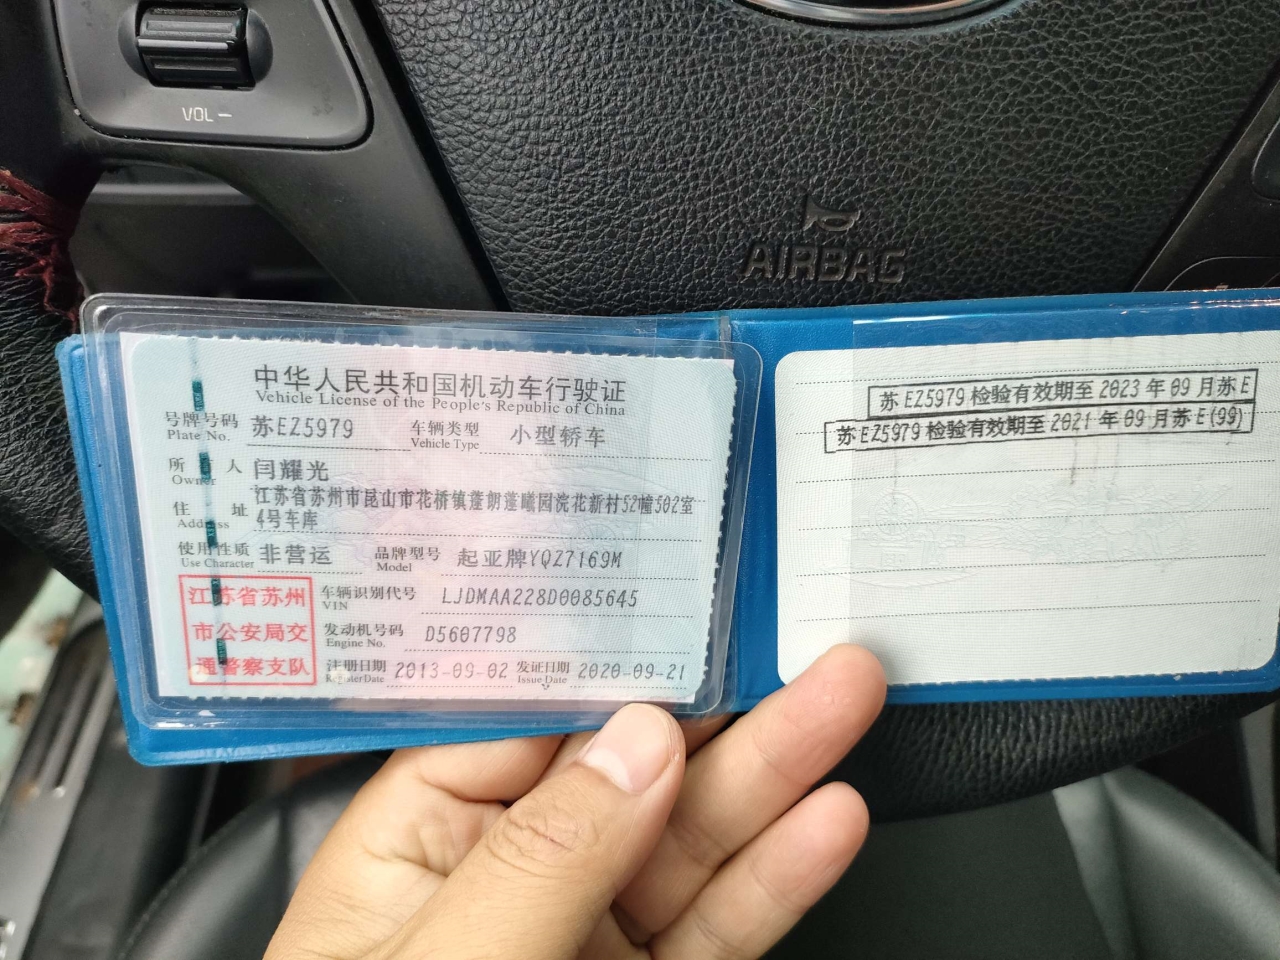 VOL −
AIRBAG
中华人民共和国机动车行驶证
Vehicle License of the People's Republic of China
号牌号码 苏EZ5979 车辆类型 小型轿车
Plate No. Vehicle Type
所有人 闫耀光
Owner
住址 江苏省苏州市昆山市花桥镇蓬朗蓬曦园浣花新村52幢502室
Address 4号车库
使用性质 非营运 品牌型号 起亚牌YQZ7169M
Use Character Model
江苏省苏州
市公安局交
通警察支队
车辆识别代号 LJDMAA228D0085645
VIN
发动机号码 D5607798
Engine No.
注册日期 2013-09-02 发证日期 2020-09-21
Register Date Issue Date
苏EZ5979检验有效期至2023年09月苏E
苏EZ5979检验有效期至2021年09月苏E(99)